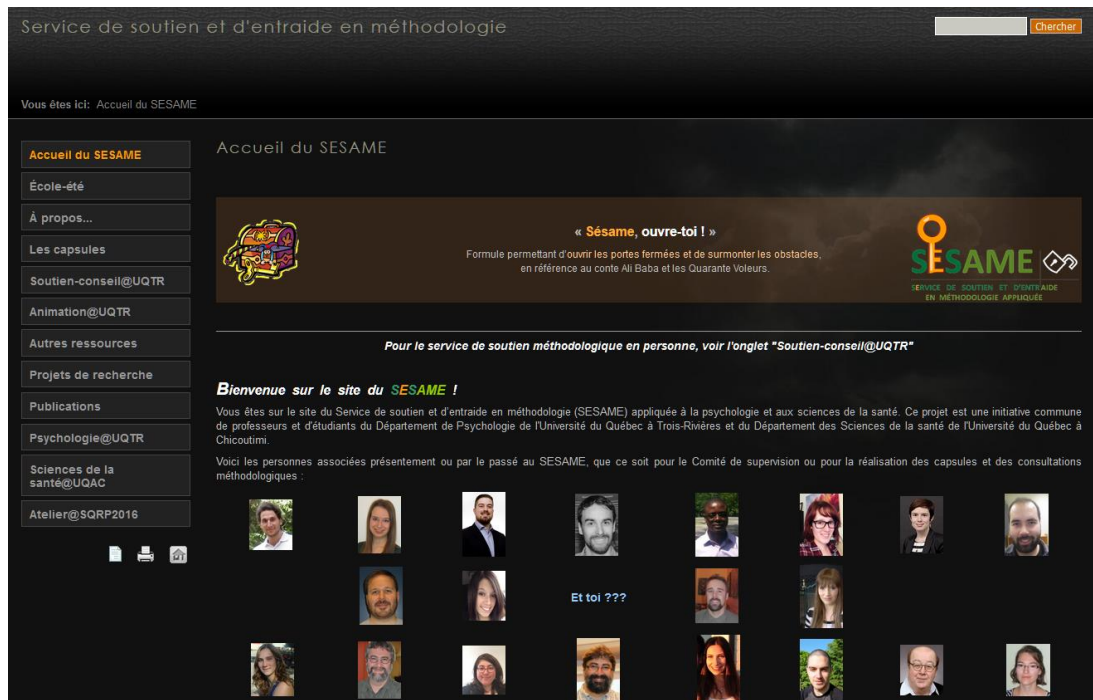 Service de soutien et d'entraide en méthodologie
Chercher
Vous êtes ici: Accueil du SESAME
Accueil du SESAME
École-été
À propos...
Les capsules
Soutien-conseil@UQTR
Animation@UQTR
Autres ressources
Projets de recherche
Publications
Psychologie@UQTR
Sciences de la
santé@UQAC
Atelier@SQRP2016
Accueil du SESAME
« Sésame, ouvre-toi ! »
Formule permettant d'ouvrir les portes fermées et de surmonter les obstacles,
en référence au conte Ali Baba et les Quarante Voleurs.
SESAME
SERVICE DE SOUTIEN ET D'ENTRAIDE
EN MÉTHODOLOGIE APPLIQUÉE
Pour le service de soutien méthodologique en personne, voir l'onglet "Soutien-conseil@UQTR"
Bienvenue sur le site du SESAME !
Vous êtes sur le site du Service de soutien et d'entraide en méthodologie (SESAME) appliquée à la psychologie et aux sciences de la santé. Ce projet est une initiative commune
de professeurs et d'étudiants du Département de Psychologie de l'Université du Québec à Trois-Rivières et du Département des Sciences de la santé de l'Université du Québec à
Chicoutimi.
Voici les personnes associées présentement ou par le passé au SESAME, que ce soit pour le Comité de supervision ou pour la réalisation des capsules et des consultations
méthodologiques :
Et toi ???